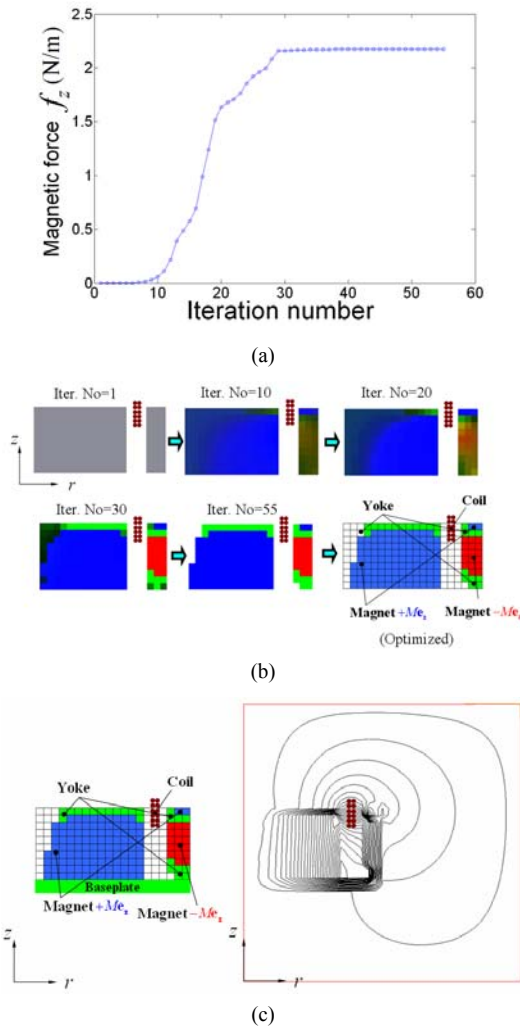 2.5
2
1.5
1
0.5
0
Magnetic force f_z (N/m)
0 10 20 30 40 50 60
Iteration number
(a)
Iter. No=1
Iter. No=10
Iter. No=20
z
r
Iter. No=30
Iter. No=55
Yoke
Coil
Magnet +Me_z
Magnet −Me_z
(Optimized)
(b)
Yoke
Coil
Baseplate
Magnet +Me_z
Magnet −Me_z
z
r
z
r
(c)